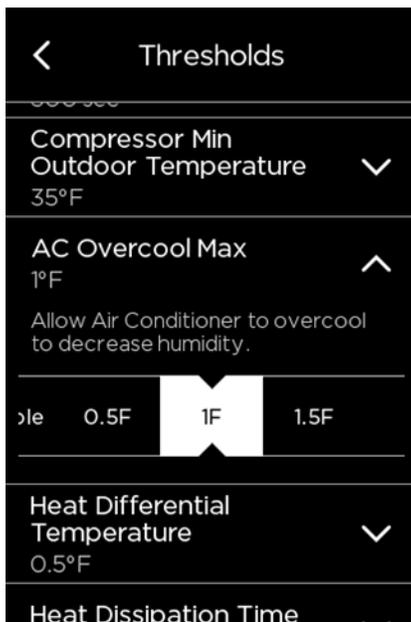 Thresholds
Compressor Min
Outdoor Temperature
35°F
AC Overcool Max
1°F
Allow Air Conditioner to overcool
to decrease humidity.
0.5F 1F 1.5F
Heat Differential
Temperature
0.5°F
Heat Dissipation Time